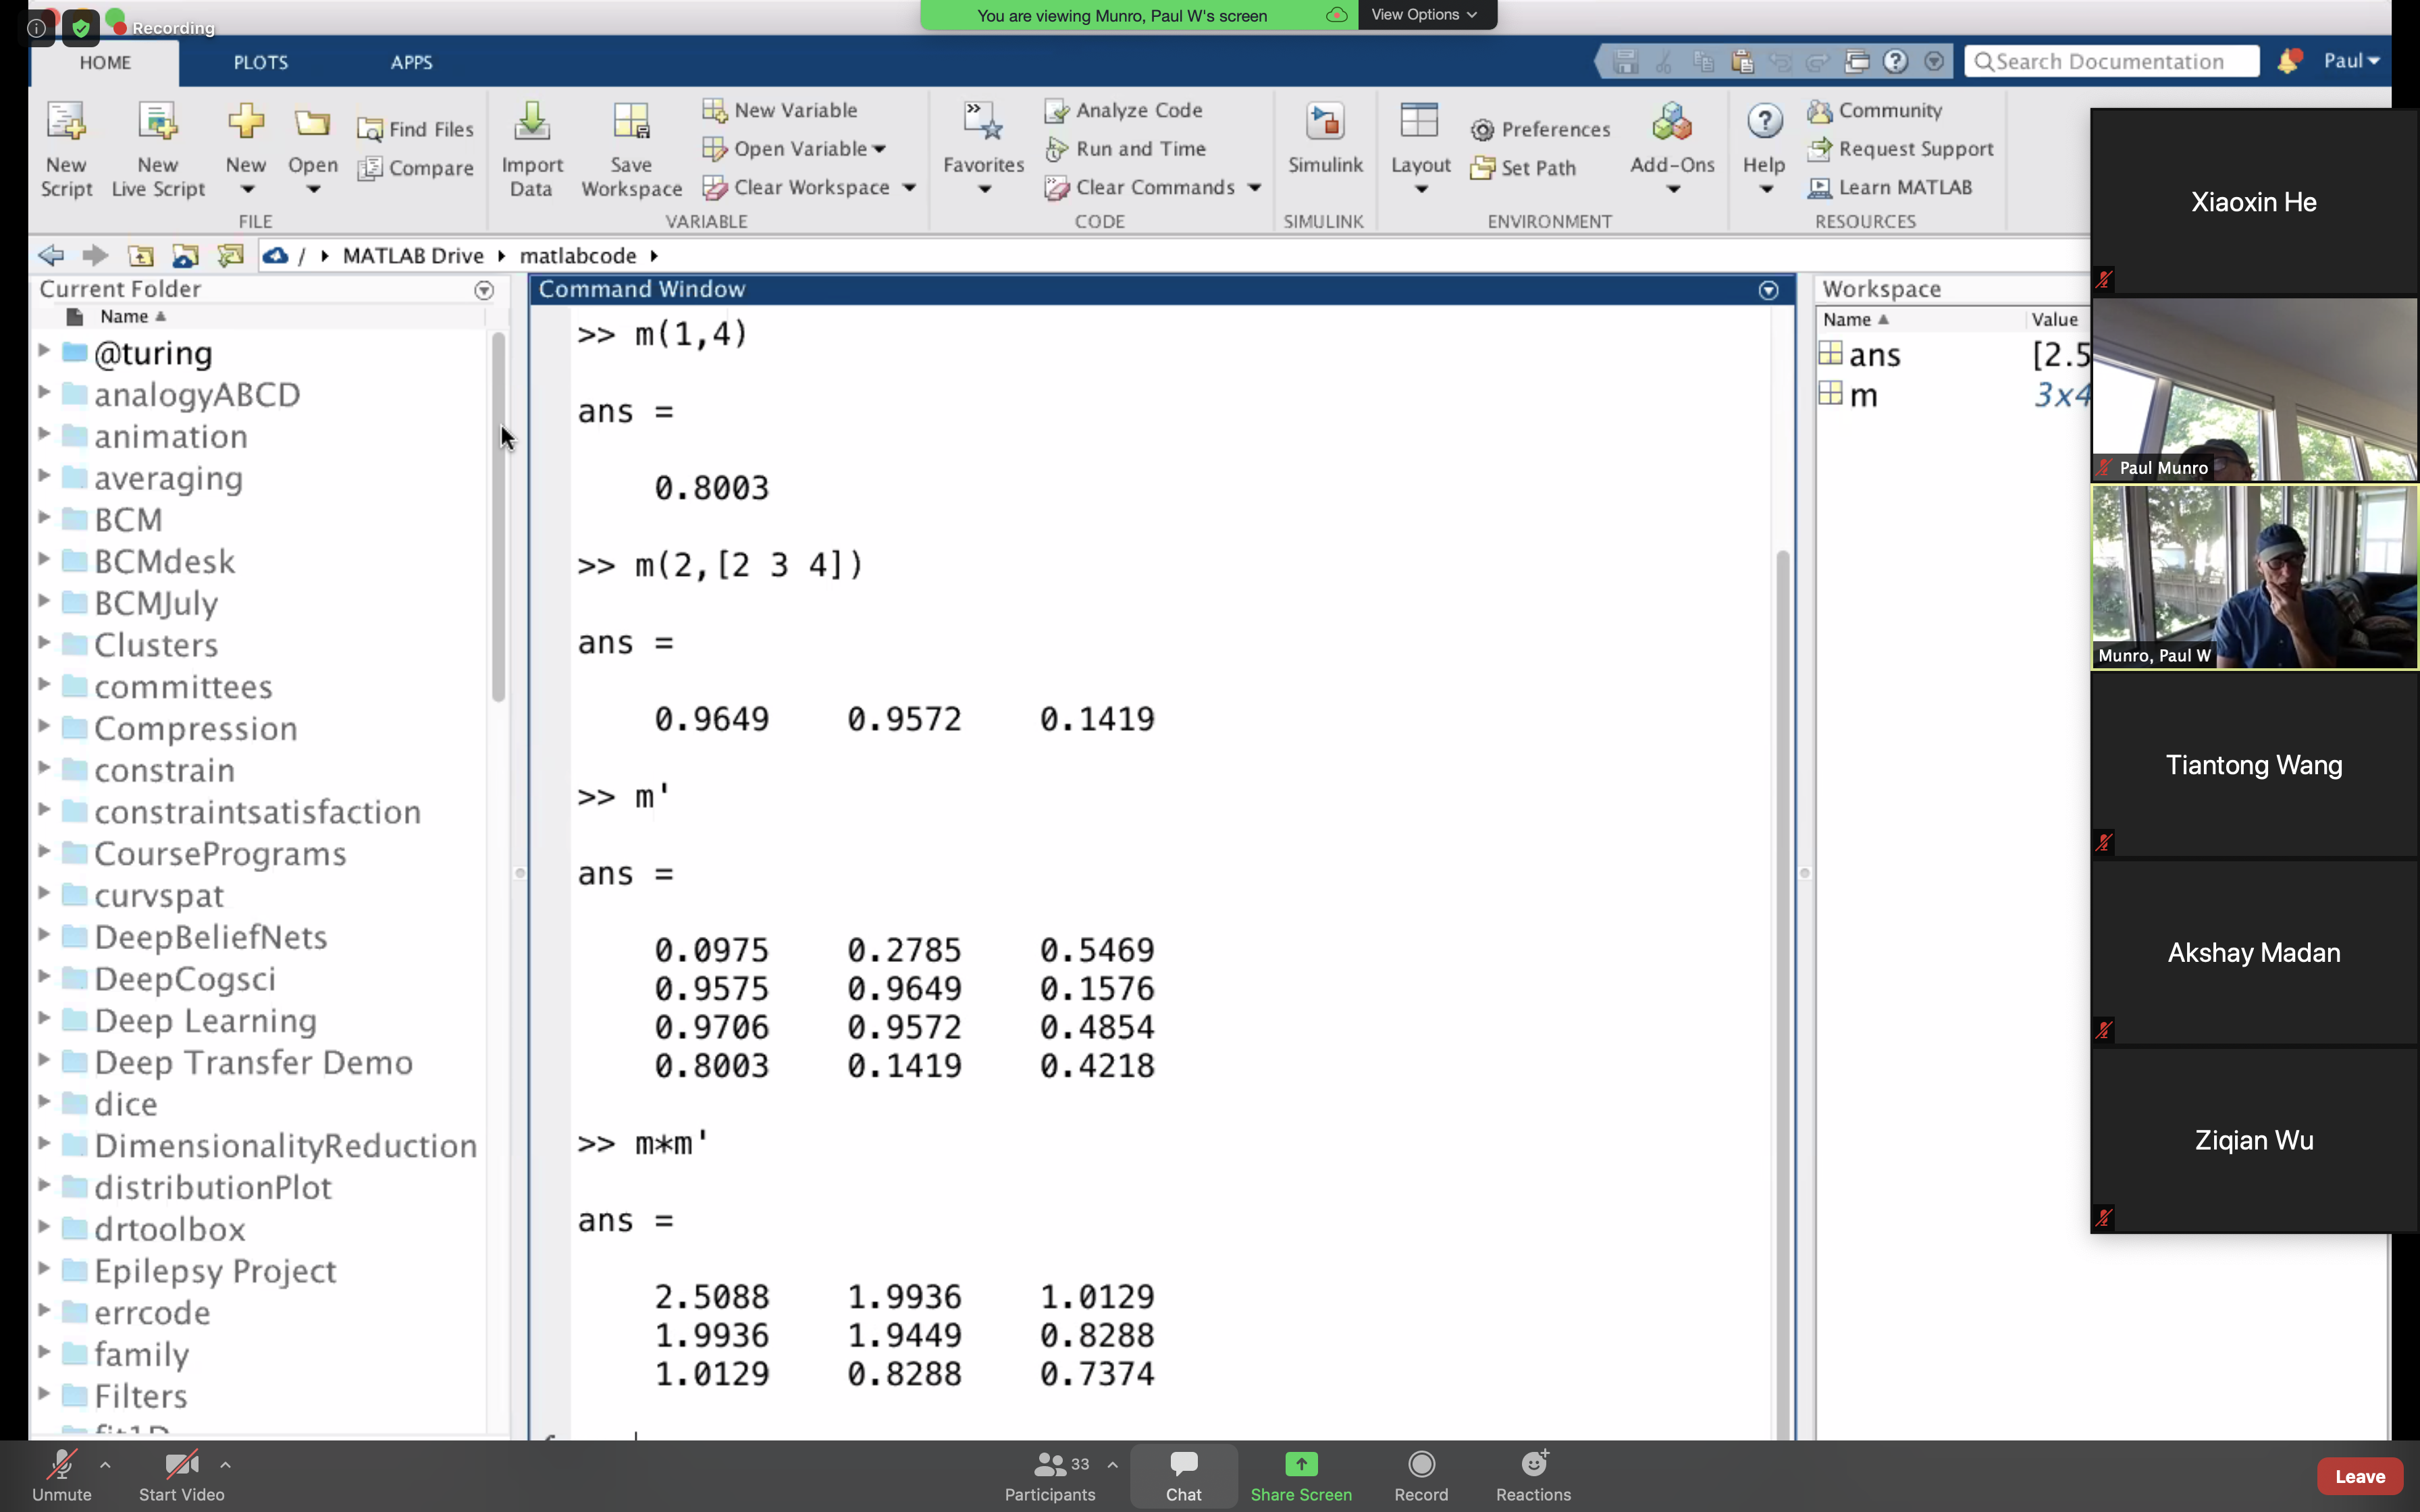 Recording
You are viewing Munro, Paul W's screen
View Options
HOME
PLOTS
APPS
Search Documentation
Paul
New Script
New Live Script
New
Open
Find Files
Compare
FILE
Import Data
Save Workspace
New Variable
Open Variable
Clear Workspace
VARIABLE
Favorites
Analyze Code
Run and Time
Clear Commands
CODE
Simulink
SIMULINK
Layout
Preferences
Set Path
Add-Ons
ENVIRONMENT
Help
Community
Request Support
Learn MATLAB
RESOURCES
/ MATLAB Drive matlabcode
Current Folder
Name
@turing
analogyABCD
animation
averaging
BCM
BCMdesk
BCMJuly
Clusters
committees
Compression
constrain
constraintsatisfaction
CoursePrograms
curvspat
DeepBeliefNets
DeepCogsci
Deep Learning
Deep Transfer Demo
dice
DimensionalityReduction
distributionPlot
drtoolbox
Epilepsy Project
errcode
family
Filters
Command Window
>> m(1,4)
ans =
0.8003
>> m(2,[2 3 4])
ans =
0.9649 0.9572 0.1419
>> m'
ans =
0.0975 0.2785 0.5469
0.9575 0.9649 0.1576
0.9706 0.9572 0.4854
0.8003 0.1419 0.4218
>> m*m'
ans =
2.5088 1.9936 1.0129
1.9936 1.9449 0.8288
1.0129 0.8288 0.7374
Workspace
Name Value
ans [2.5
m 3x4
Xiaoxin He
Paul Munro
Munro, Paul W
Tiantong Wang
Akshay Madan
Ziqian Wu
Unmute
Start Video
33
Participants
Chat
Share Screen
Record
Reactions
Leave